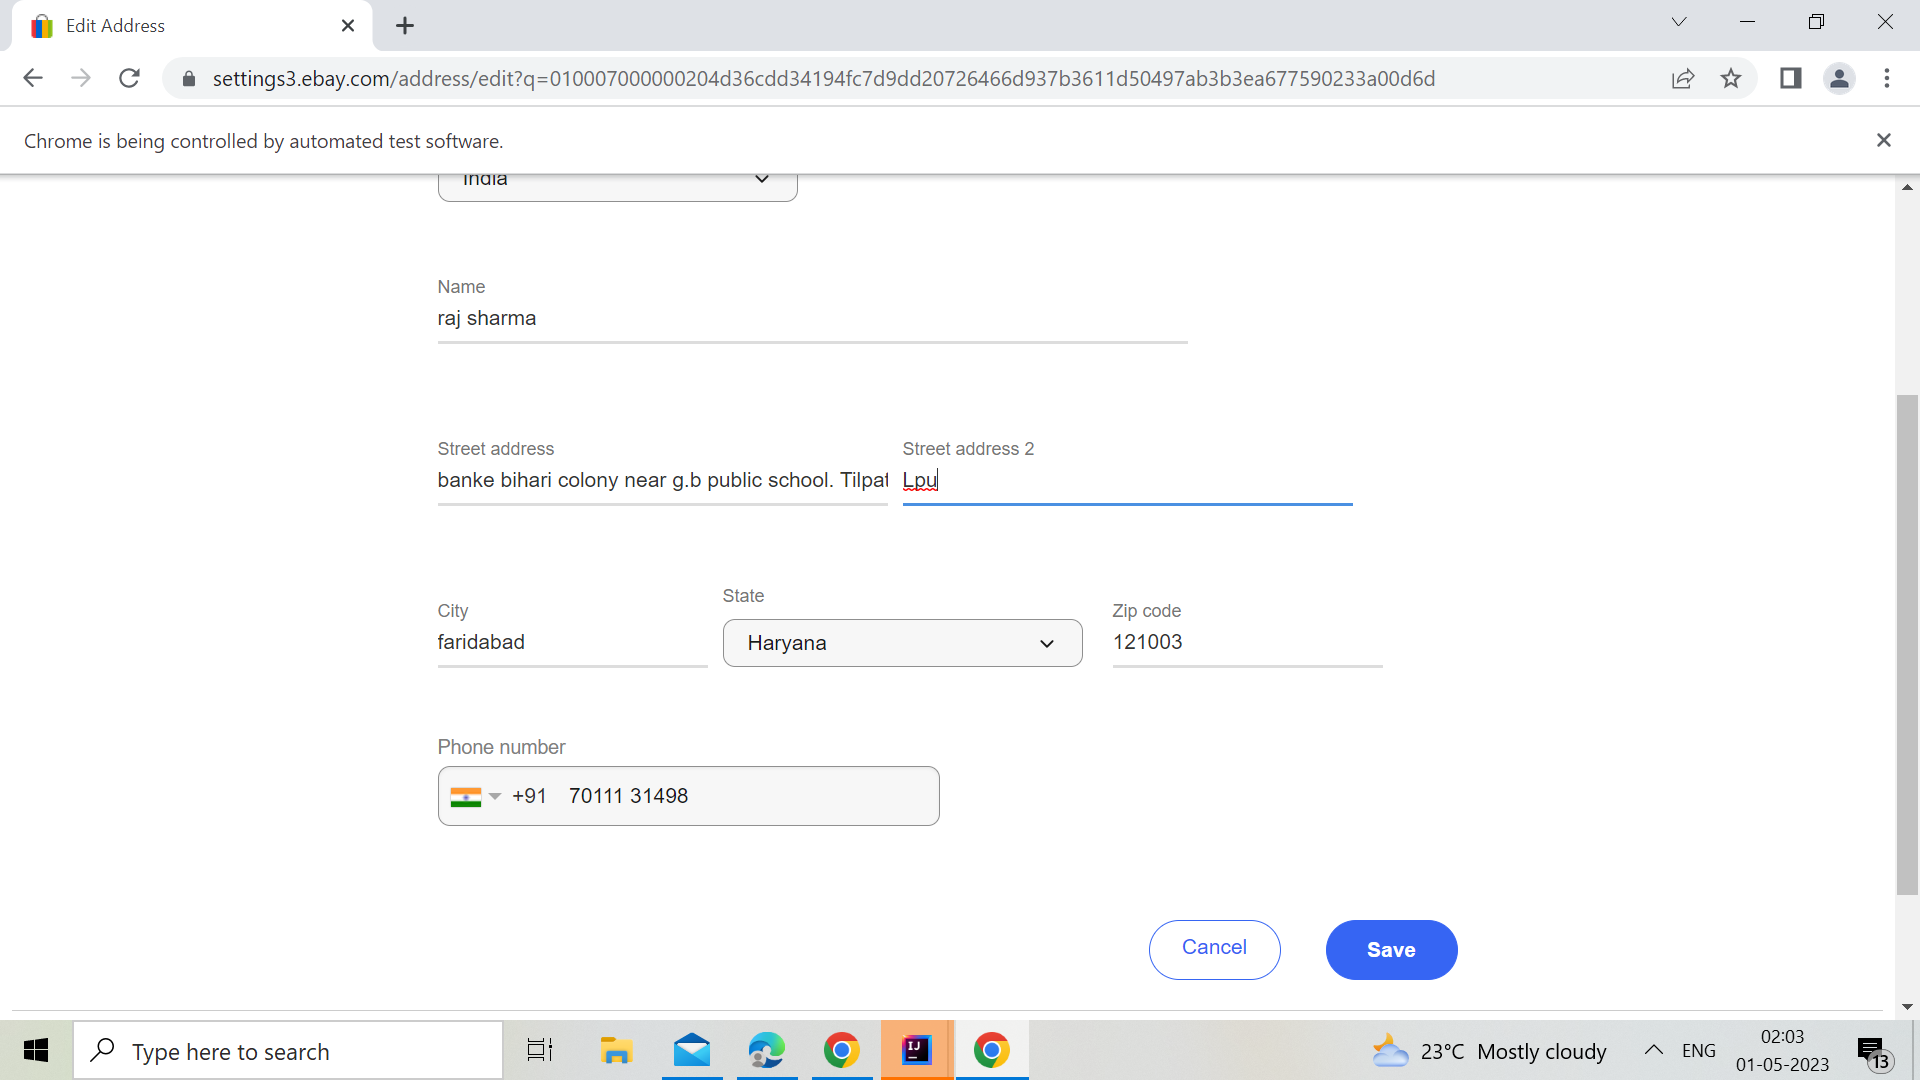 Edit Address
settings3.ebay.com/address/edit?q=010007000000204d36cdd34194fc7d9dd20726466d937b3611d50497ab3b3ea677590233a00d6d
Chrome is being controlled by automated test software.
India
Name
raj sharma
Street address
Street address 2
banke bihari colony near g.b public school. Tilpat
Lpu
City
State
Zip code
faridabad
Haryana
121003
Phone number
+91 70111 31498
Cancel
Save
Type here to search
IJ
23°C Mostly cloudy
ENG
02:03
01-05-2023
13